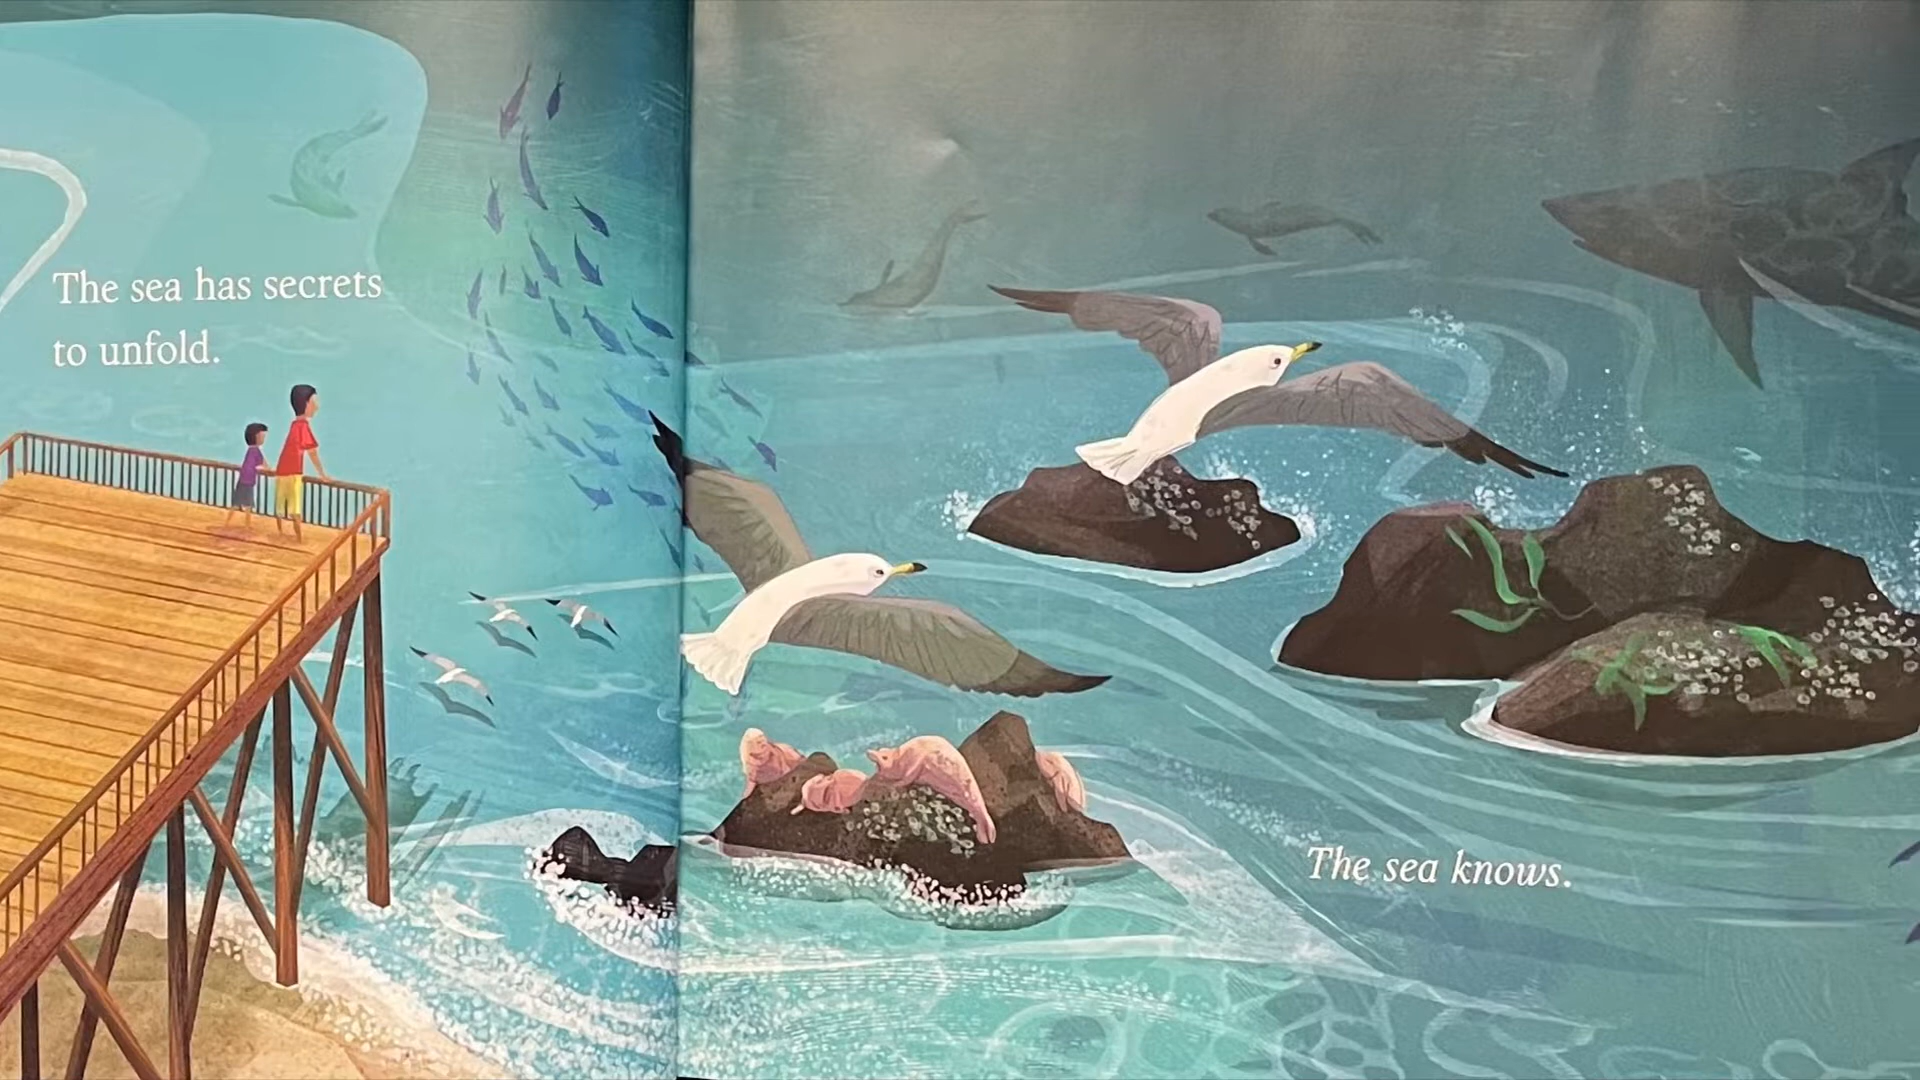 The sea has secrets
to unfold.
The sea knows.